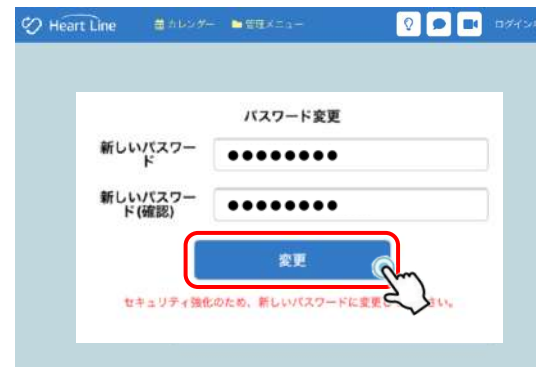 Heart Line カレンダー 管理メニュー ログイン
パスワード変更
新しいパスワー
ド
新しいパスワー
ド(確認)
変更
セキュリティ強化のため、新しいパスワードに変更し さい。